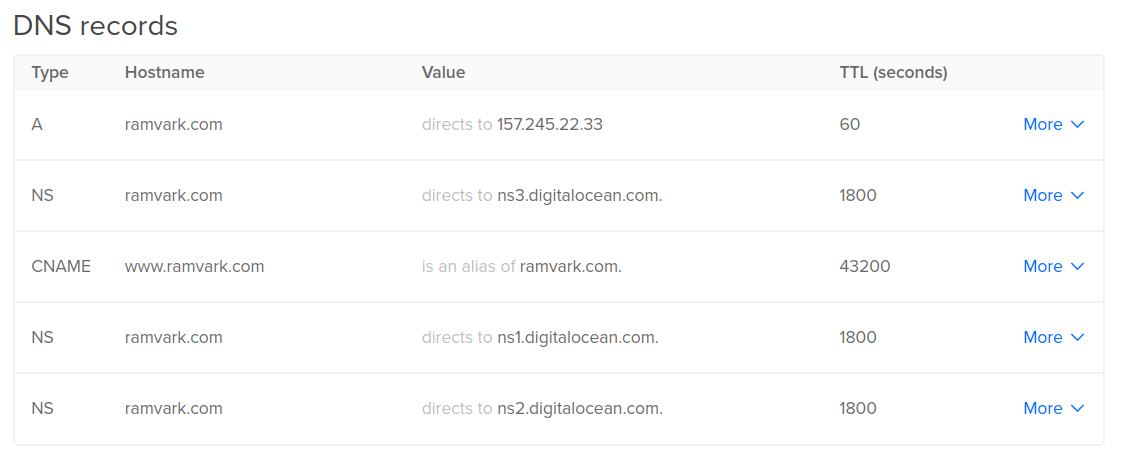 DNS records
Type Hostname Value TTL (seconds)
A ramvark.com directs to 157.245.22.33 60 More
NS ramvark.com directs to ns3.digitalocean.com. 1800 More
CNAME www.ramvark.com is an alias of ramvark.com. 43200 More
NS ramvark.com directs to ns1.digitalocean.com. 1800 More
NS ramvark.com directs to ns2.digitalocean.com. 1800 More